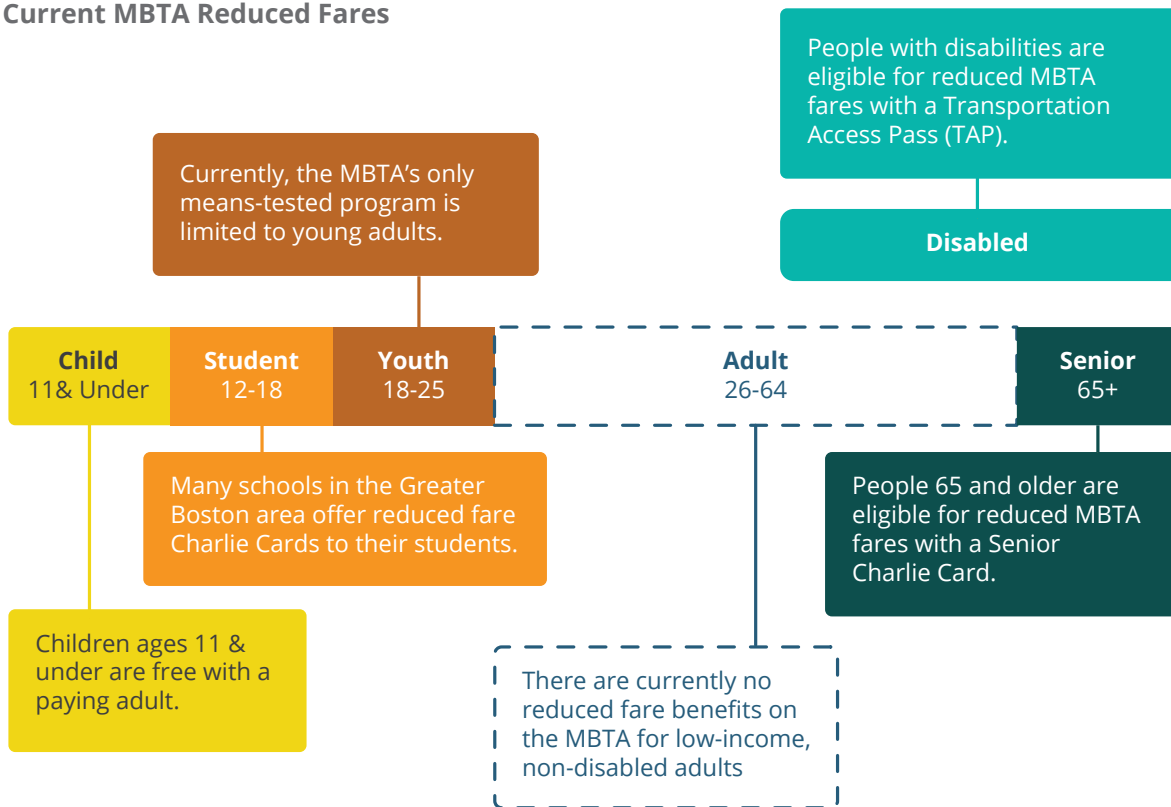 Current MBTA Reduced Fares
People with disabilities are
eligible for reduced MBTA
fares with a Transportation
Access Pass (TAP).
Disabled
Currently, the MBTA’s only
means-tested program is
limited to young adults.
Child
11& Under
Student
12-18
Youth
18-25
Adult
26-64
Senior
65+
Many schools in the Greater
Boston area offer reduced fare
Charlie Cards to their students.
People 65 and older are
eligible for reduced MBTA
fares with a Senior
Charlie Card.
Children ages 11 &
under are free with a
paying adult.
There are currently no
reduced fare benefits on
the MBTA for low-income,
non-disabled adults